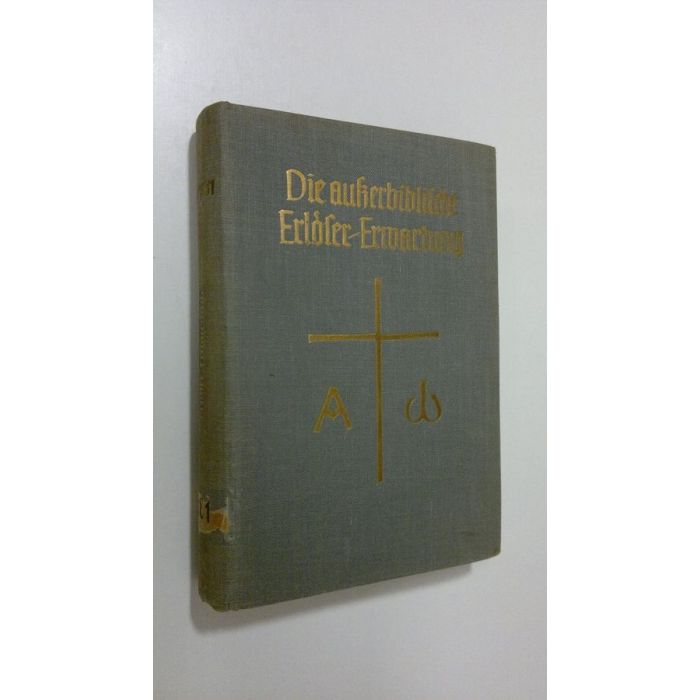 Die außerbiblische
Erlöser-Erwartung
Α ω